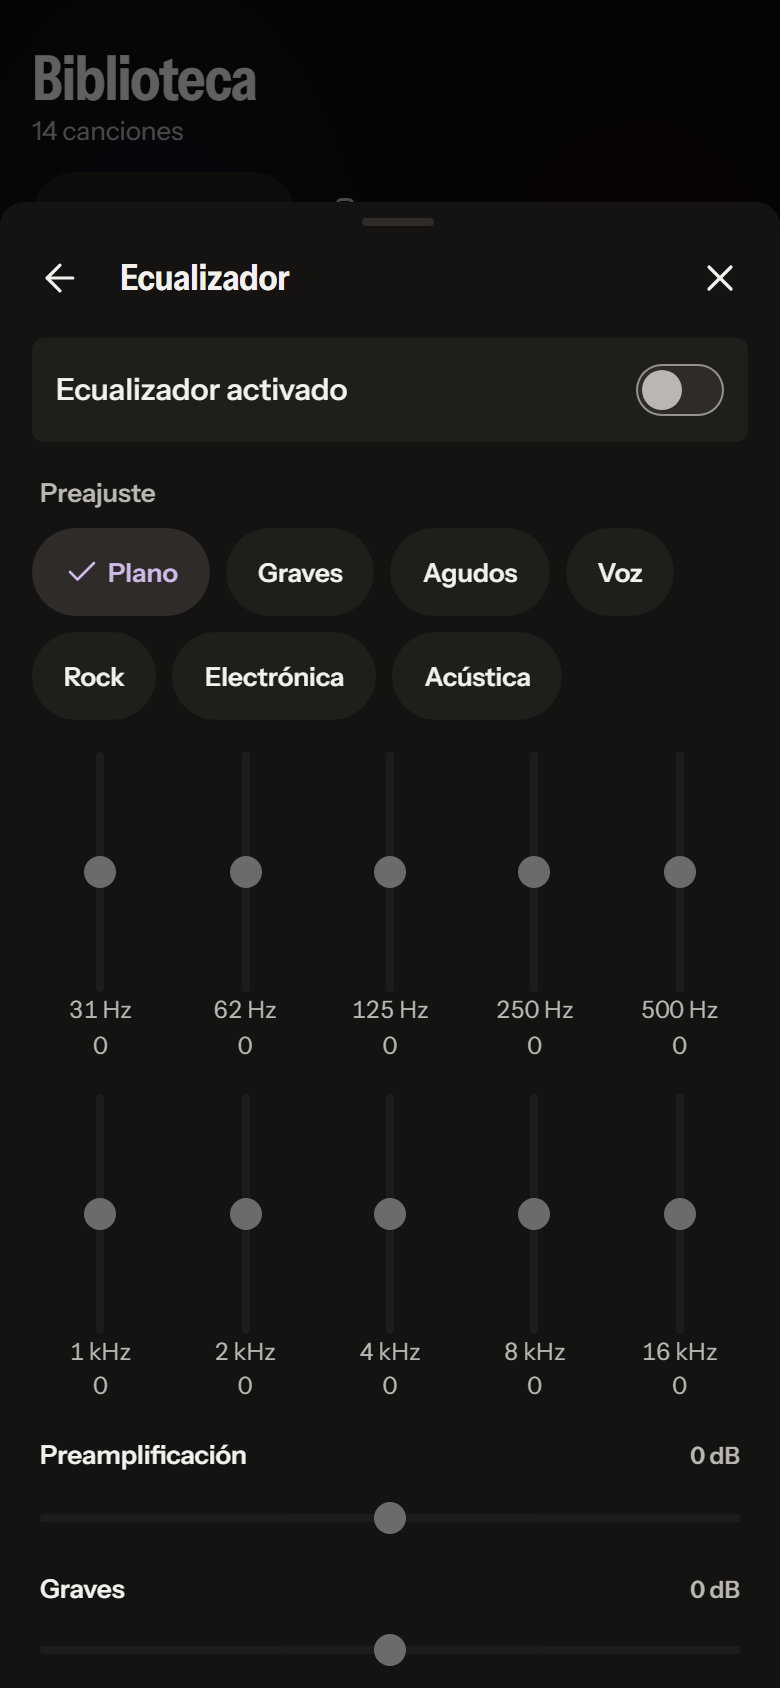 Biblioteca
14 canciones
Ecualizador
Ecualizador activado
Preajuste
Plano Graves Agudos Voz
Rock Electrónica Acústica
31 Hz 62 Hz 125 Hz 250 Hz 500 Hz
0 0 0 0 0
1 kHz 2 kHz 4 kHz 8 kHz 16 kHz
0 0 0 0 0
Preamplificación 0 dB
Graves 0 dB